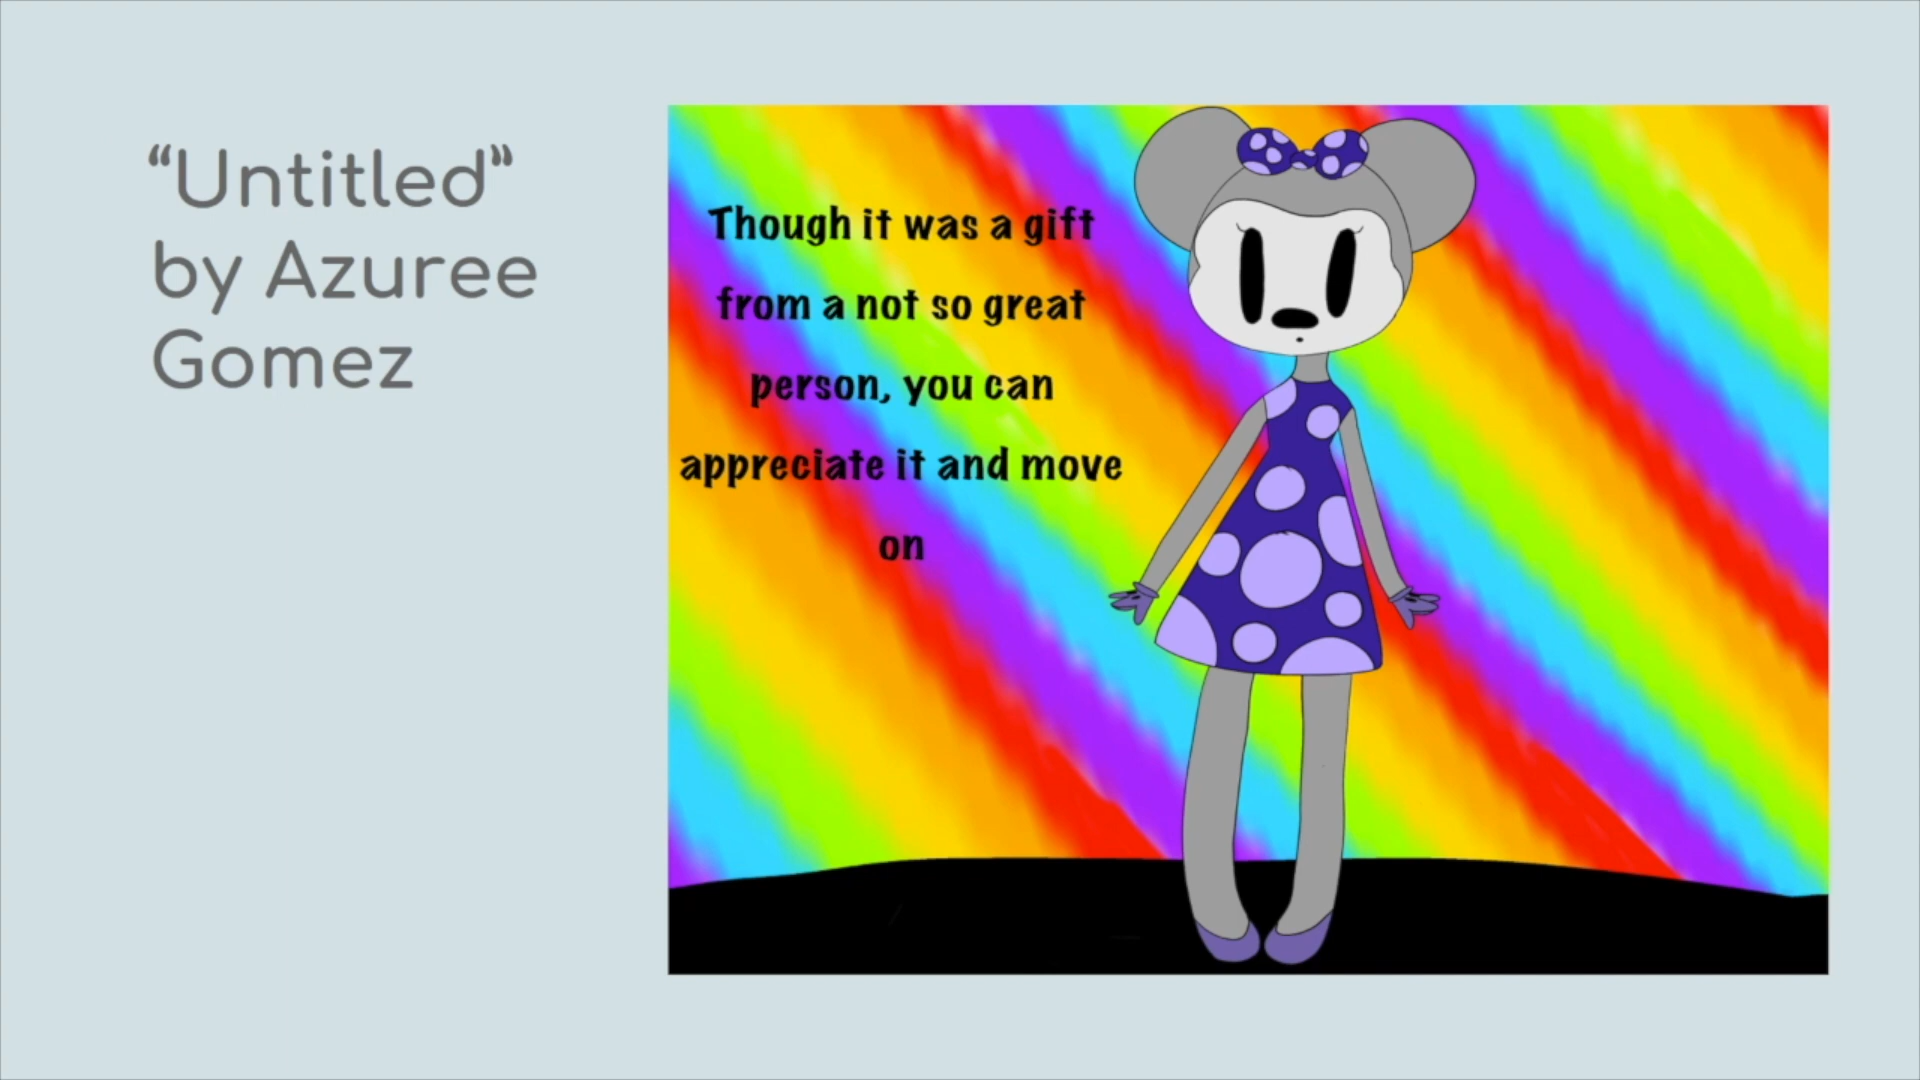 “Untitled”
by Azuree
Gomez
Though it was a gift
from a not so great
person, you can
appreciate it and move
on